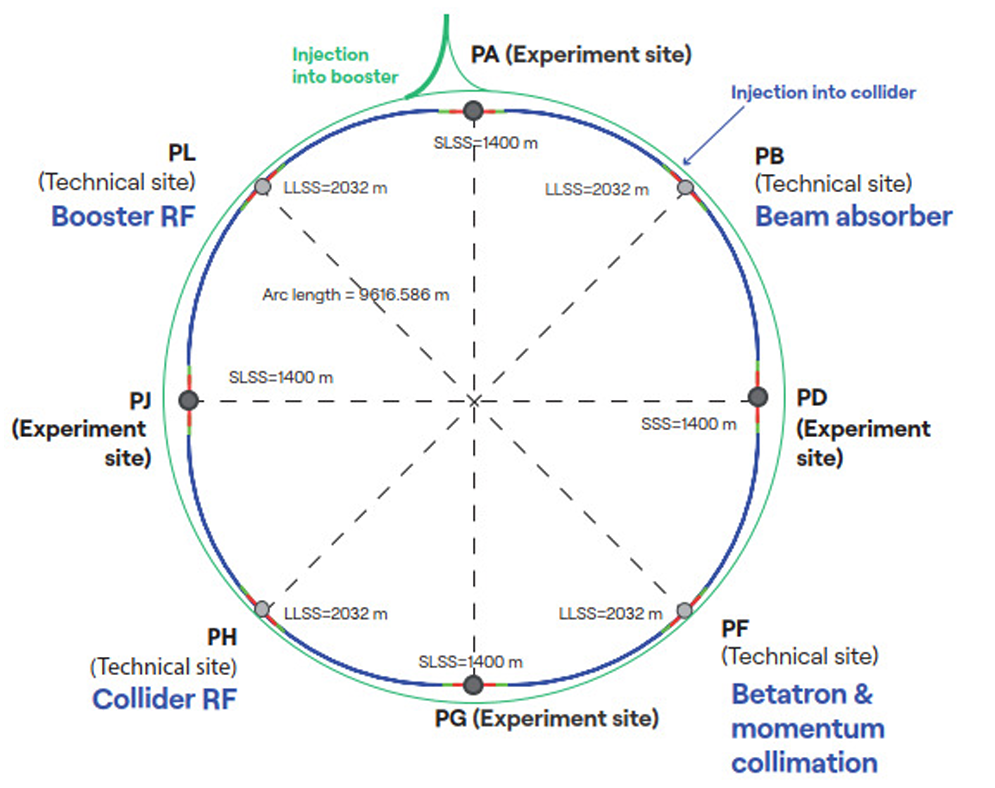 Injection
into booster
PA (Experiment site)
Injection into collider
SLSS=1400 m
PL
(Technical site)
Booster RF
LLSS=2032 m
LLSS=2032 m
PB
(Technical site)
Beam absorber
Arc length = 9616.586 m
SLSS=1400 m
PJ
(Experiment
site)
SSS=1400 m
PD
(Experiment
site)
LLSS=2032 m
LLSS=2032 m
PH
(Technical site)
Collider RF
PF
(Technical site)
Betatron &
momentum
collimation
SLSS=1400 m
PG (Experiment site)